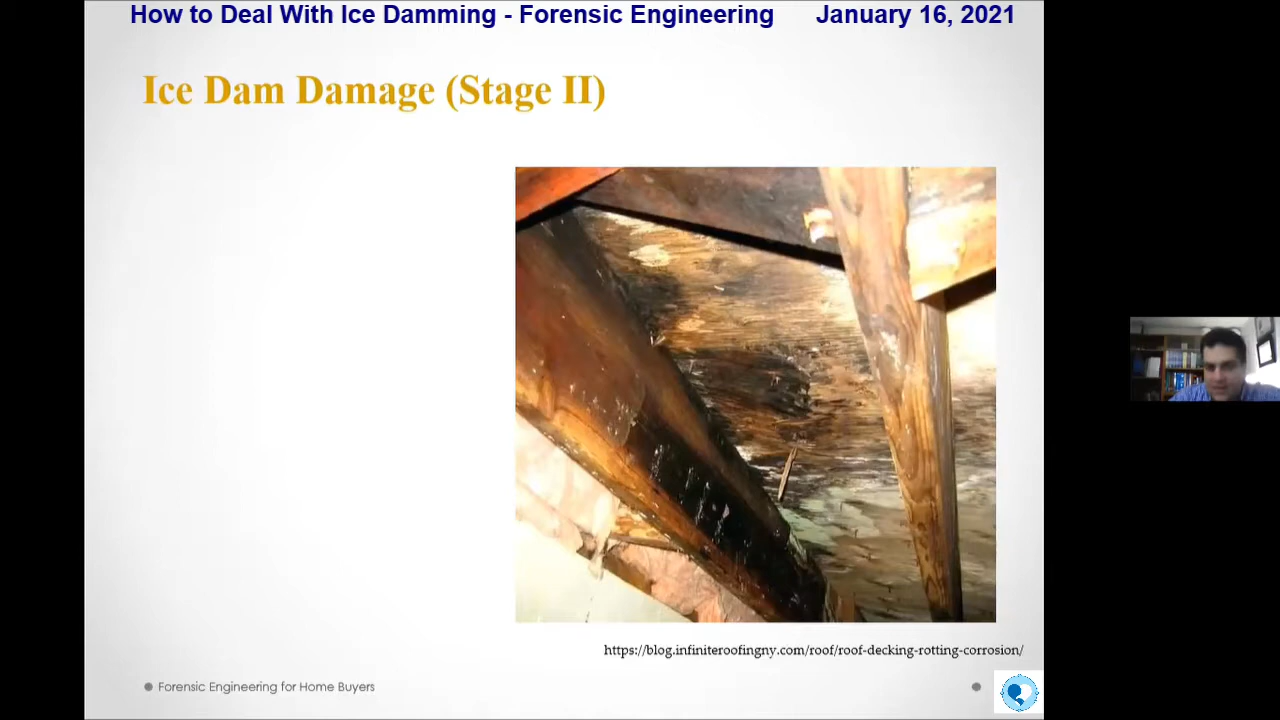 How to Deal With Ice Damming - Forensic Engineering January 16, 2021
Ice Dam Damage (Stage II)
https://blog.infiniteroofingny.com/roof/roof-decking-rotting-corrosion/
Forensic Engineering for Home Buyers